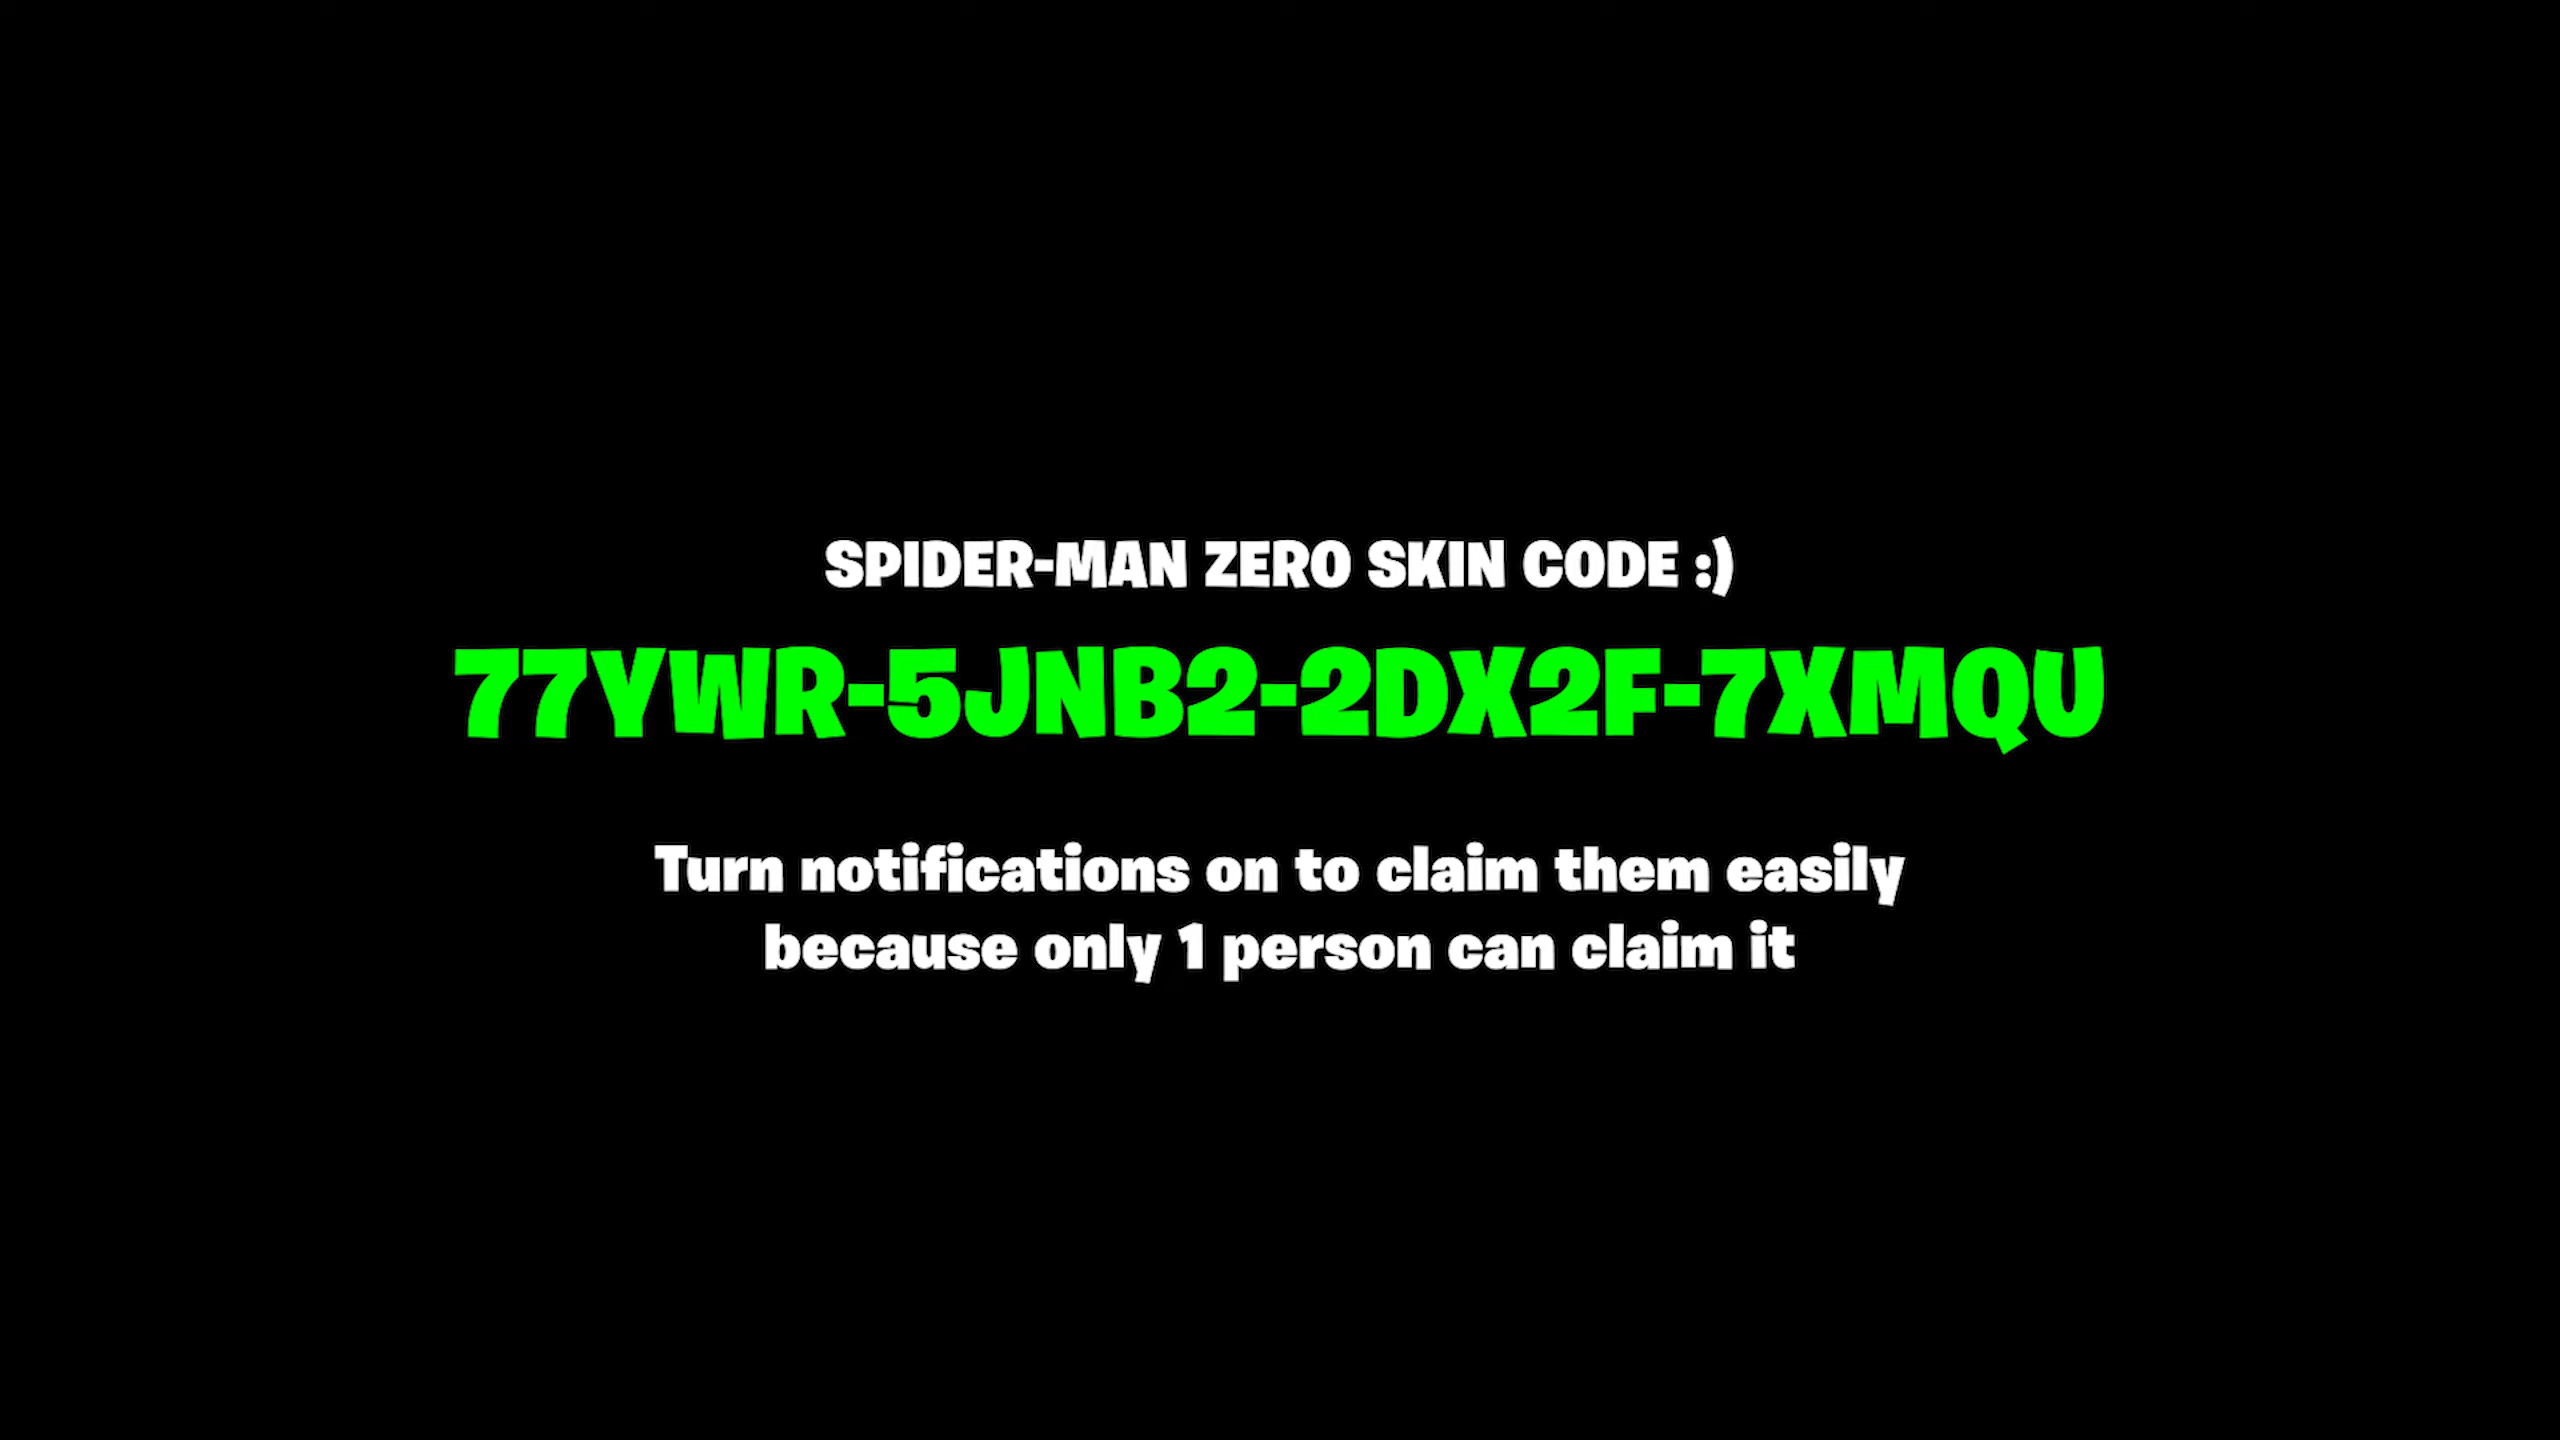 SPIDER-MAN ZERO SKIN CODE :)
77YWR-5JNB2-2DX2F-7XMQU
Turn notifications on to claim them easily
because only 1 person can claim it